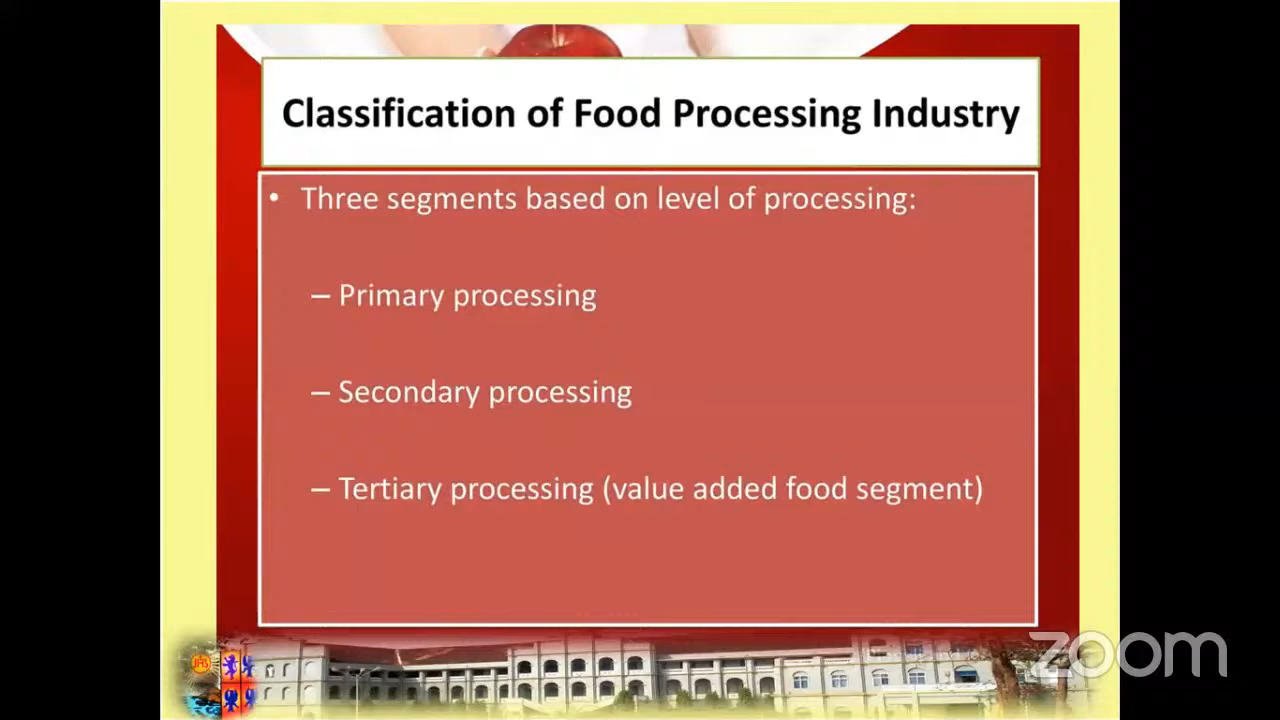 Classification of Food Processing Industry
• Three segments based on level of processing:
– Primary processing
– Secondary processing
– Tertiary processing (value added food segment)
JHS
zoom